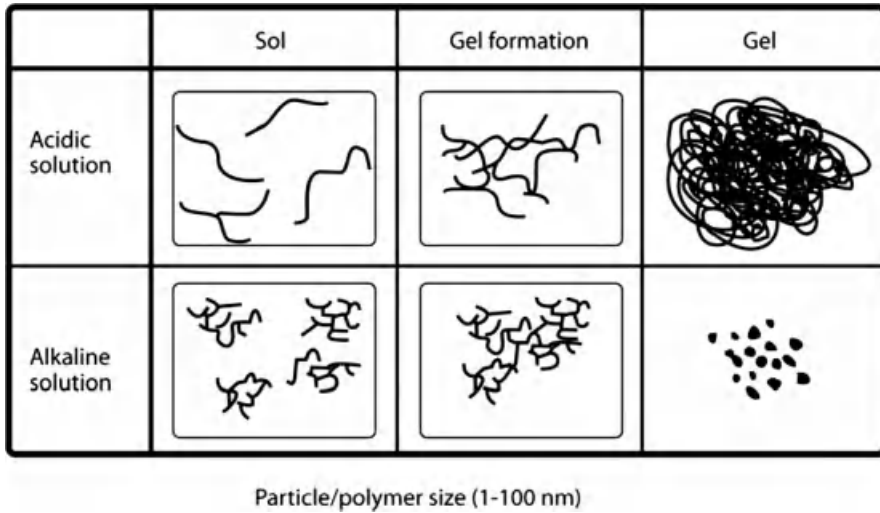 Sol
Gel formation
Gel
Acidic
solution
Alkaline
solution
Particle/polymer size (1-100 nm)